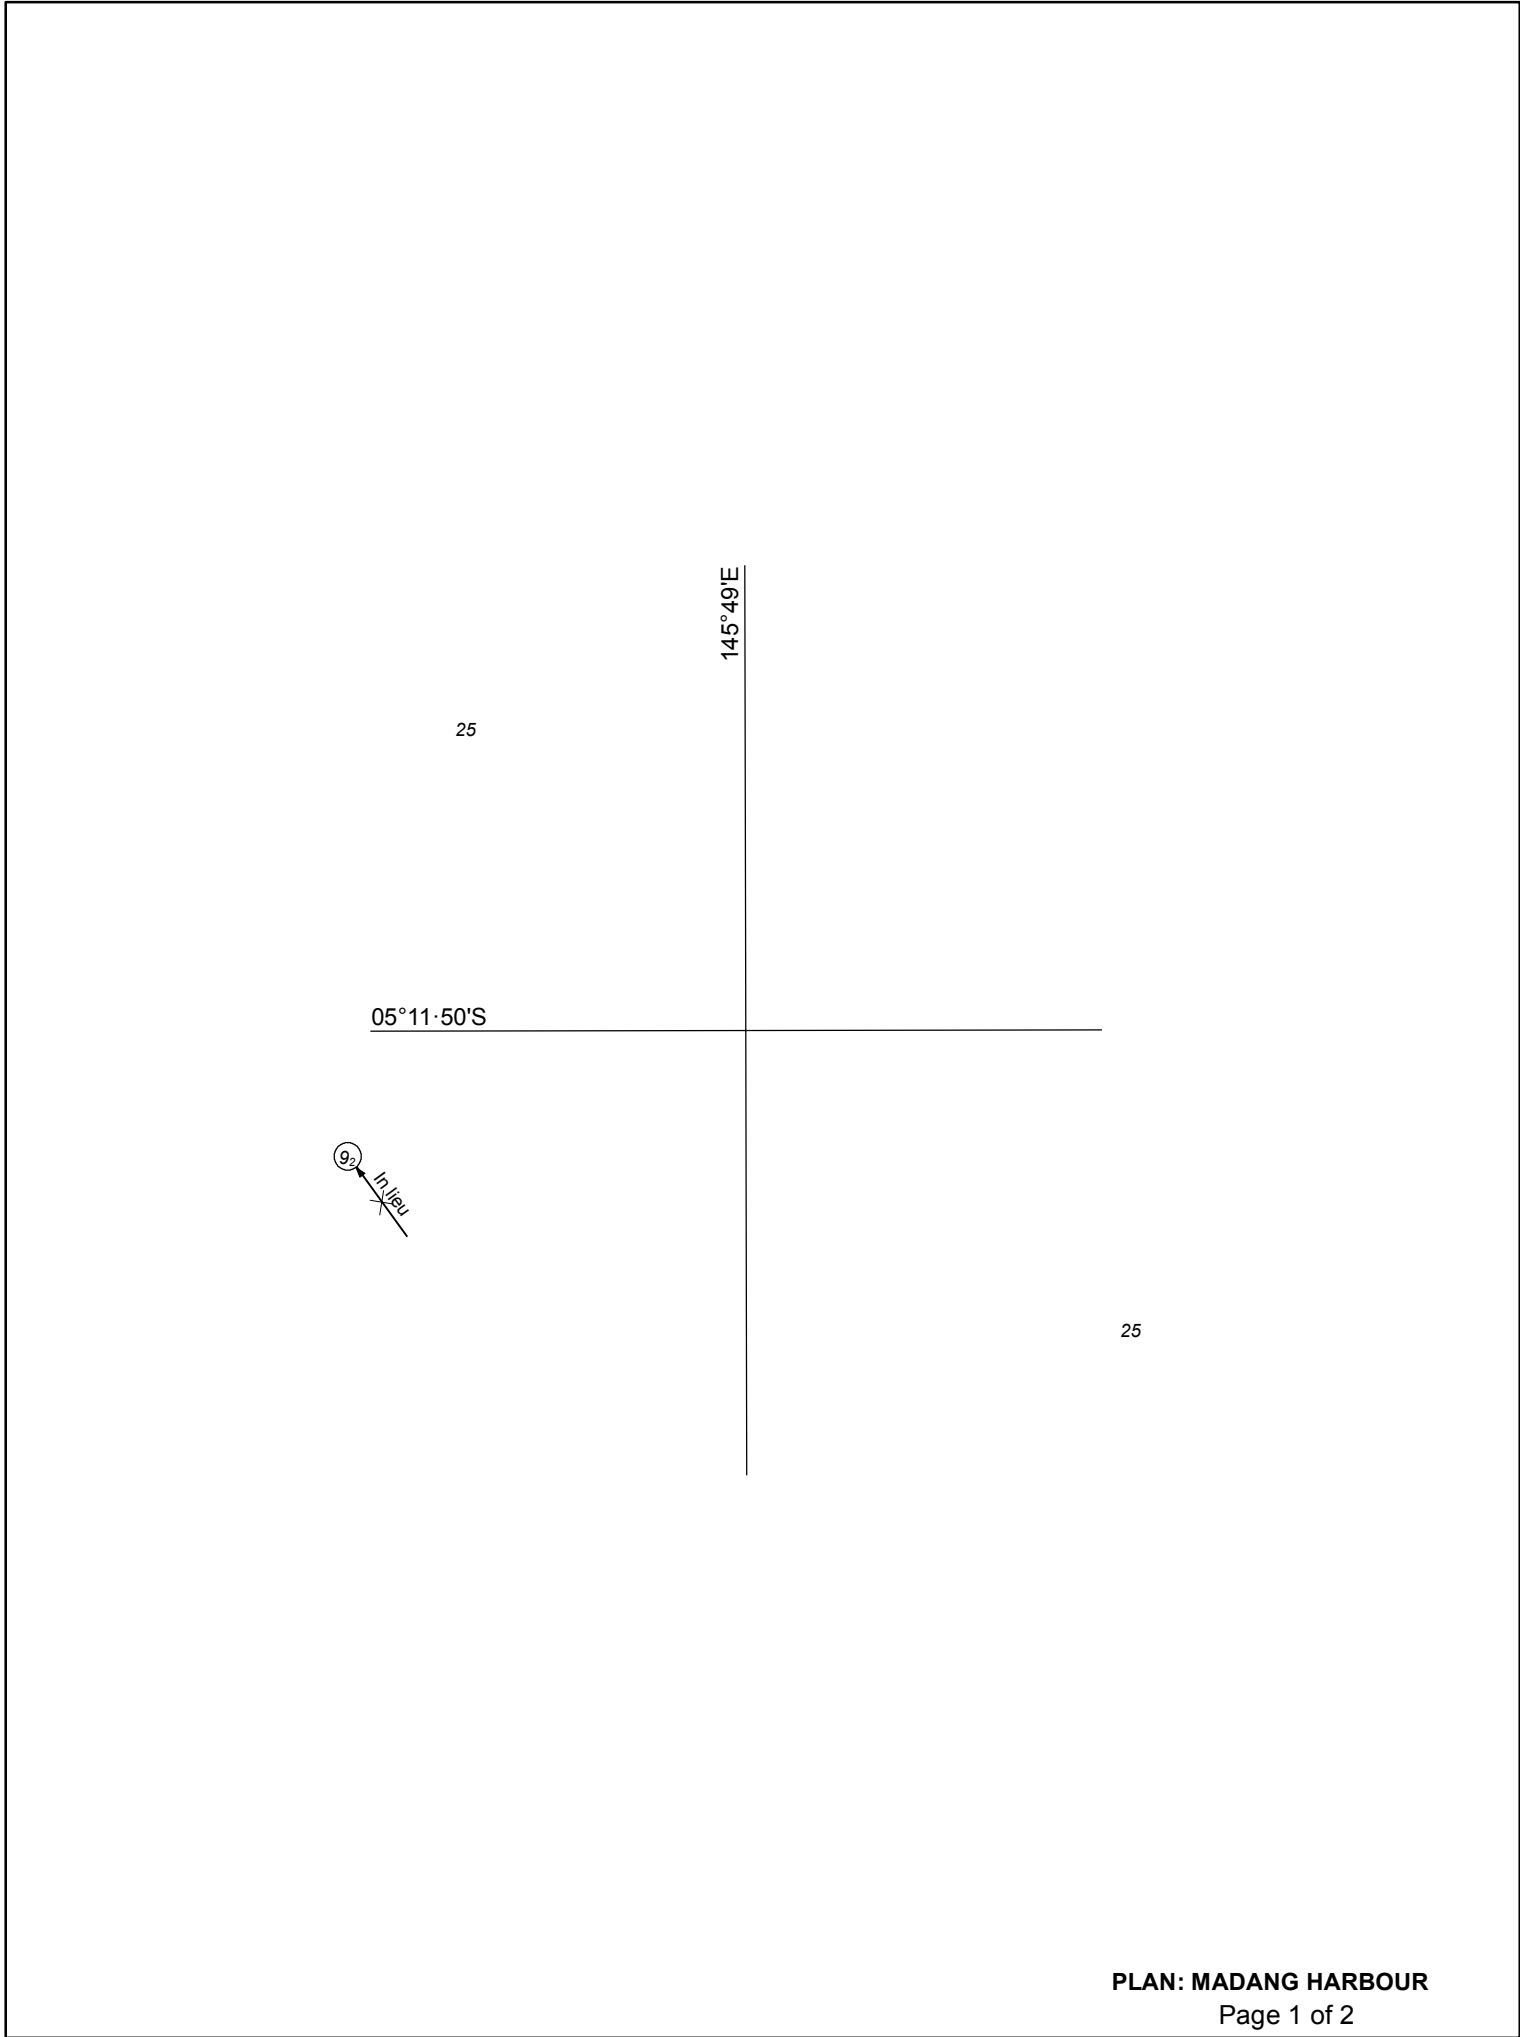 145°49'E
25
05°11·50'S
9₂
In lieu
25
PLAN: MADANG HARBOUR
Page 1 of 2